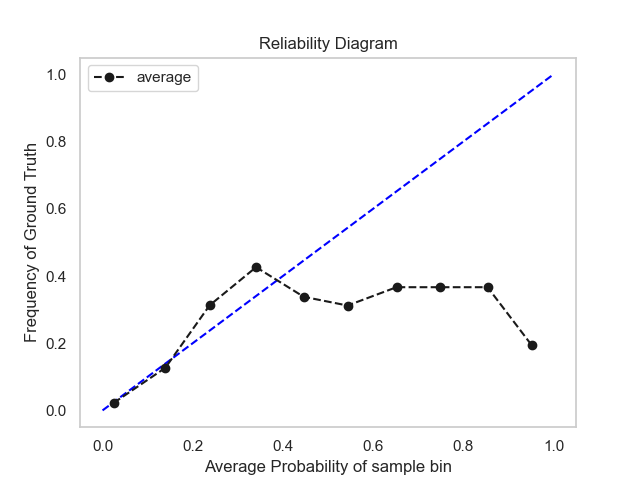 Reliability Diagram
average
Frequency of Ground Truth
1.0
0.8
0.6
0.4
0.2
0.0
0.0 0.2 0.4 0.6 0.8 1.0
Average Probability of sample bin